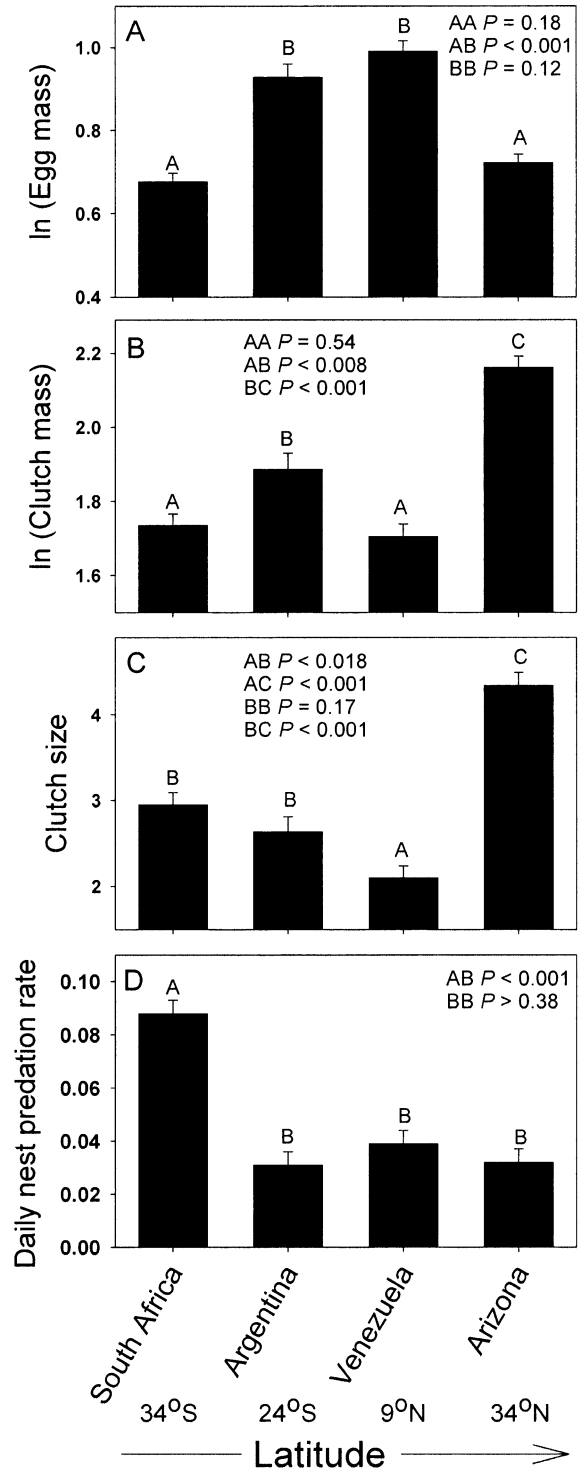 A
AA P = 0.18
AB P < 0.001
BB P = 0.12
ln (Egg mass)
1.0
0.8
0.6
0.4
A
B
B
A
B
AA P = 0.54
AB P < 0.008
BC P < 0.001
ln (Clutch mass)
2.2
2.0
1.8
1.6
A
B
A
C
C
AB P < 0.018
AC P < 0.001
BB P = 0.17
BC P < 0.001
Clutch size
4
3
2
B
B
A
C
D
AB P < 0.001
BB P > 0.38
Daily nest predation rate
0.10
0.08
0.06
0.04
0.02
0.00
A
B
B
B
South Africa
Argentina
Venezuela
Arizona
34°S 24°S 9°N 34°N
Latitude